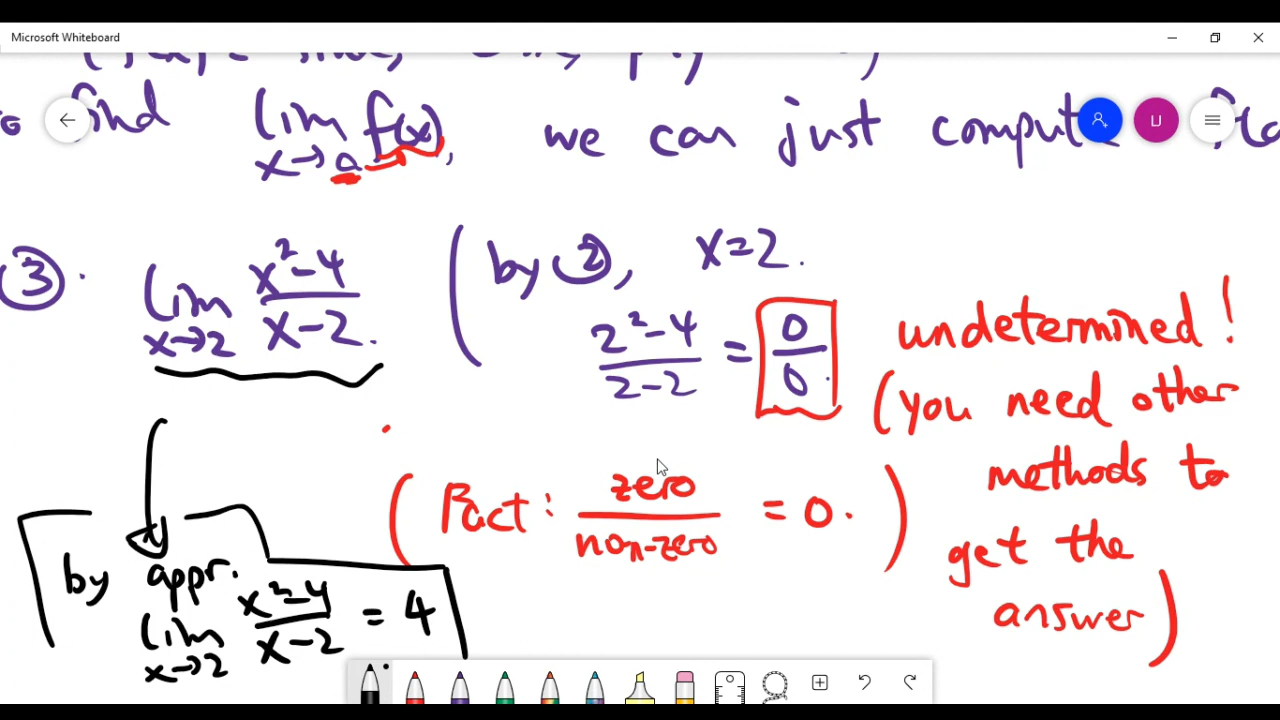 Microsoft Whiteboard
find lim f(x), we can just compute
x→a
③. lim x²-4 / x-2. (by ②, x=2.
x→2
2²-4 / 2-2 = 0 / 0.
undetermined!
(you need other
methods to
get the
answer)
(Fact: zero / non-zero = 0.)
by appr.
lim x²-4 / x-2 = 4
x→2
LJ